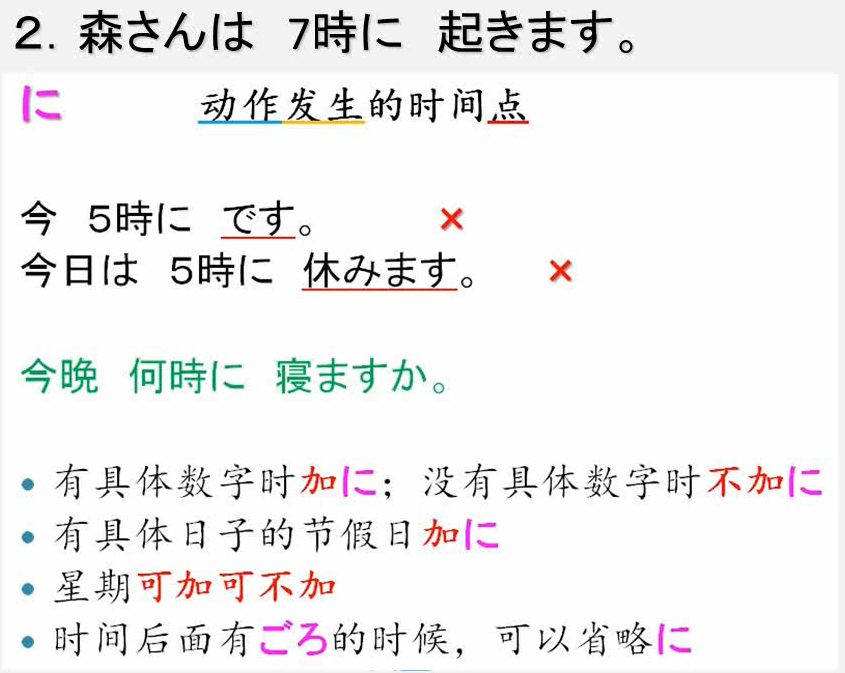 ２．森さんは　7時に　起きます。
に　动作发生的时间点
今　5時に　です。　×
今日は　5時に　休みます。　×
今晩　何時に　寝ますか。
• 有具体数字时加に；没有具体数字时不加に
• 有具体日子的节假日加に
• 星期可加可不加
• 时间后面有ごろ的时候，可以省略に